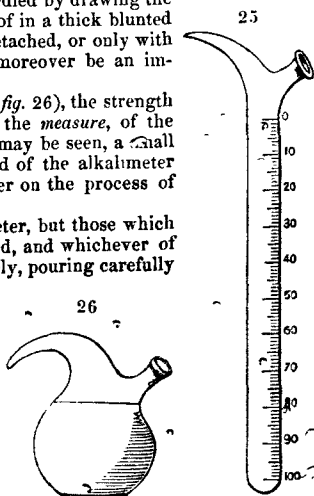 rdied by drawing the
of in a thick blunted
etached, or only with
moreover be an im-
fig. 26), the strength
the measure, of the
may be seen, a small
d of the alkalimeter
er on the process of
eter, but those which
d, and whichever of
ly, pouring carefully
25
0
10
20
30
40
50
60
70
80
90
100
26